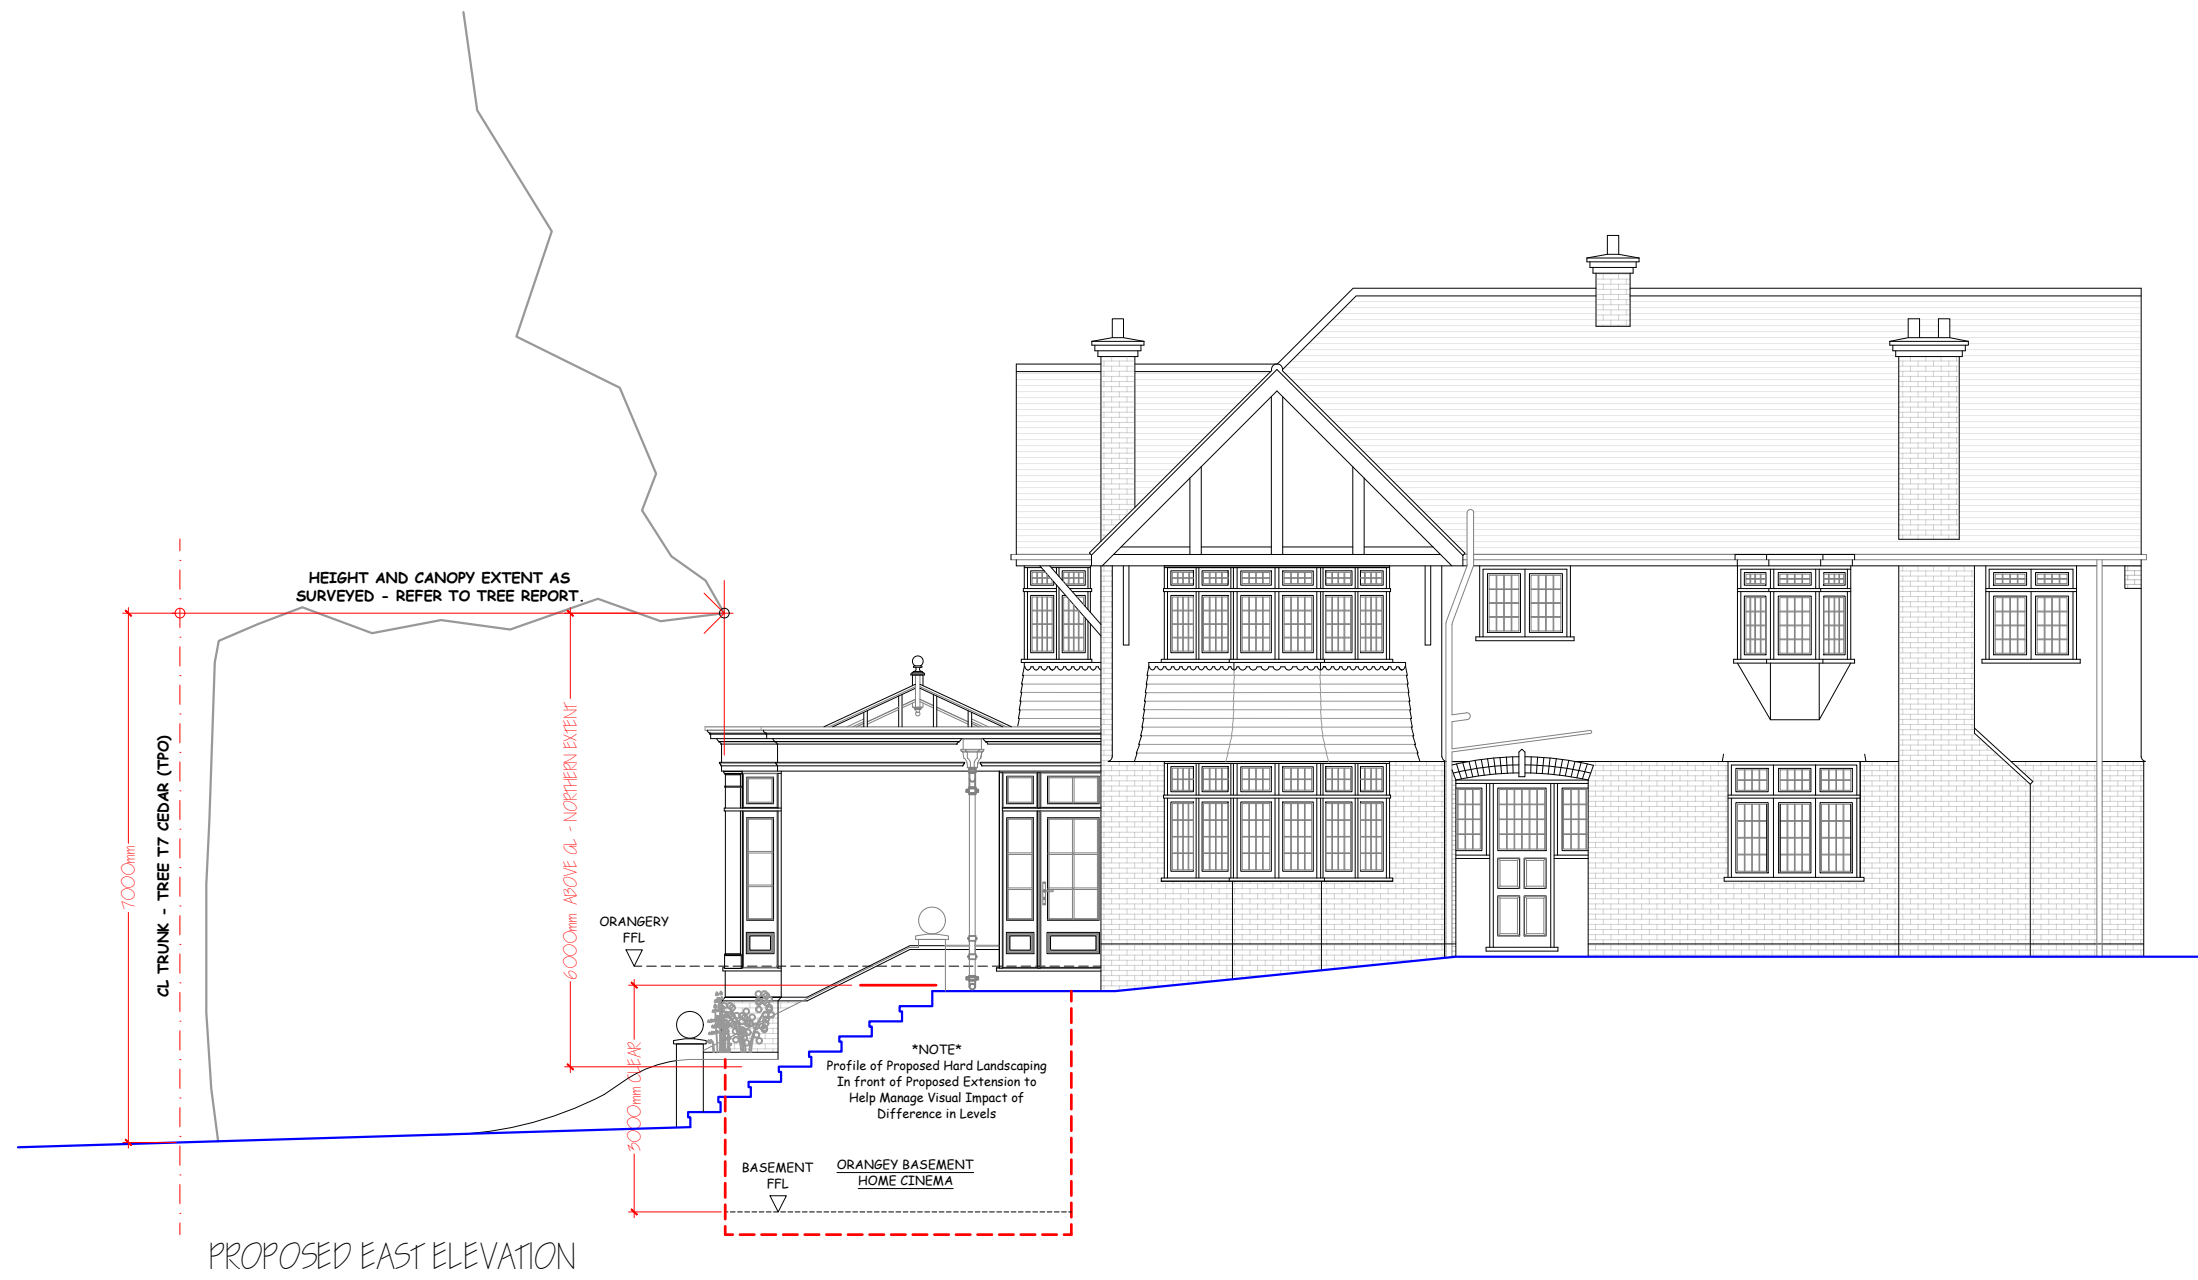 HEIGHT AND CANOPY EXTENT AS
SURVEYED - REFER TO TREE REPORT.
7000mm
CL TRUNK - TREE T7 CEDAR (TPO)
6000mm ABOVE GL - NORTHERN EXTENT
ORANGERY
FFL
3000mm CLEAR
*NOTE*
Profile of Proposed Hard Landscaping
In front of Proposed Extension to
Help Manage Visual Impact of
Difference in Levels
BASEMENT
FFL
ORANGEY BASEMENT
HOME CINEMA
PROPOSED EAST ELEVATION